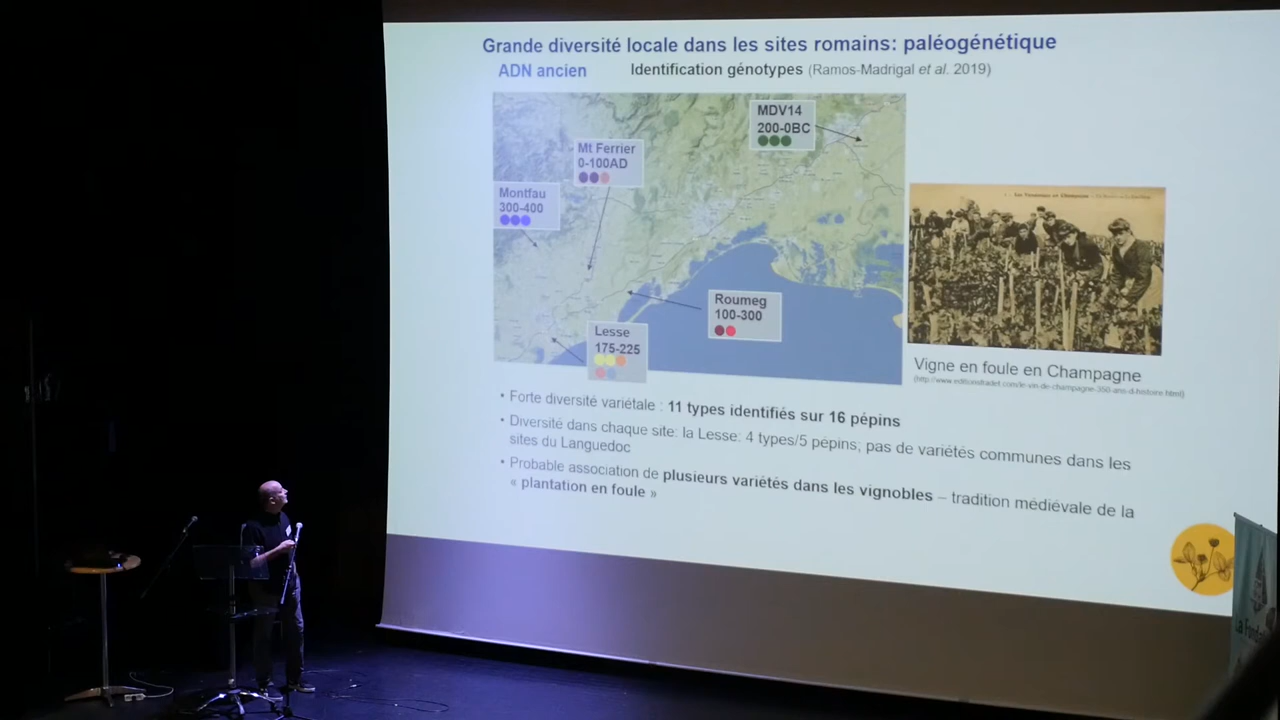 Grande diversité locale dans les sites romains: paléogénétique
ADN ancien Identification génotypes (Ramos-Madrigal et al. 2019)
MDV14
200-0BC
Mt Ferrier
0-100AD
Montfau
300-400
Roumeg
100-300
Lesse
175-225
Vigne en foule en Champagne
• Forte diversité variétale : 11 types identifiés sur 16 pépins
• Diversité dans chaque site: la Lesse: 4 types/5 pépins; pas de variétés communes dans les
sites du Languedoc
• Probable association de plusieurs variétés dans les vignobles – tradition médiévale de la
« plantation en foule »